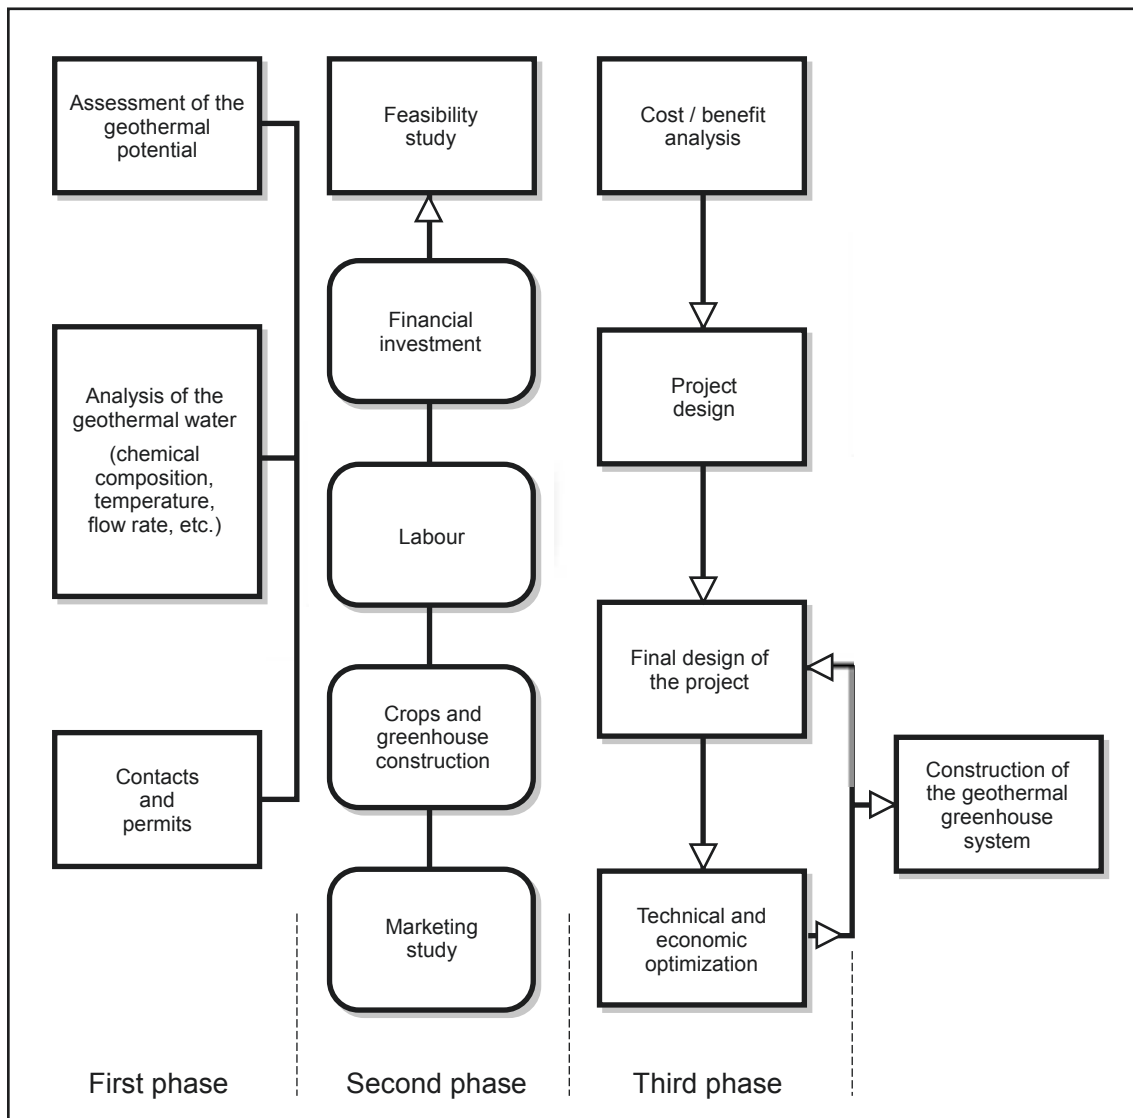 Assessment of the
geothermal
potential
Analysis of the
geothermal water
(chemical
composition,
temperature,
flow rate, etc.)
Contacts
and
permits
First phase
Feasibility
study
Financial
investment
Labour
Crops and
greenhouse
construction
Marketing
study
Second phase
Cost / benefit
analysis
Project
design
Final design of
the project
Technical and
economic
optimization
Third phase
Construction of
the geothermal
greenhouse
system